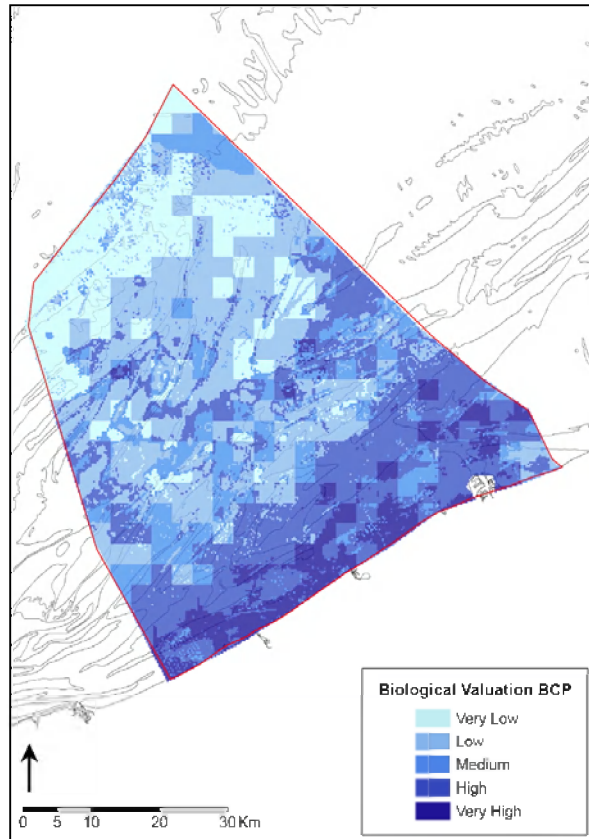 Biological Valuation BCP
Very Low
Low
Medium
High
Very High
0 5 10 20 30 Km